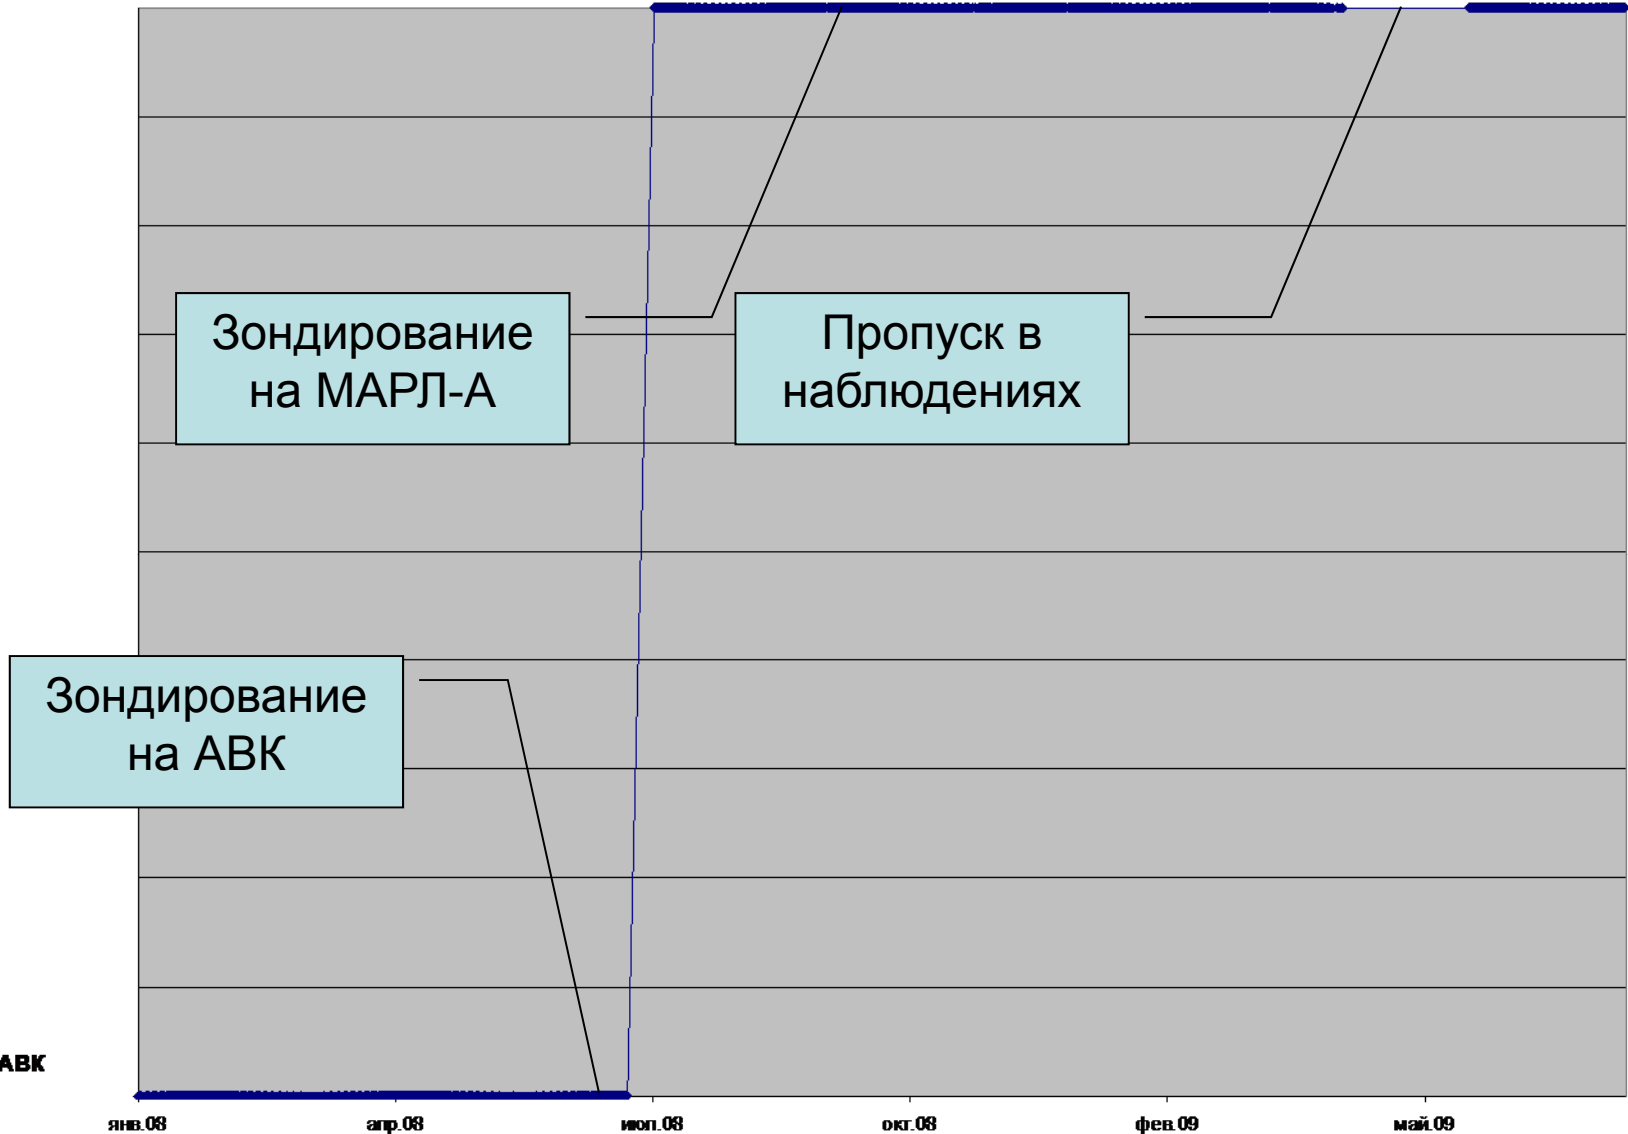 Зондирование
на МАРЛ-А
Пропуск в
наблюдениях
Зондирование
на АВК
АВК
янв.08
апр.08
июл.08
окт.08
фев.09
май.09